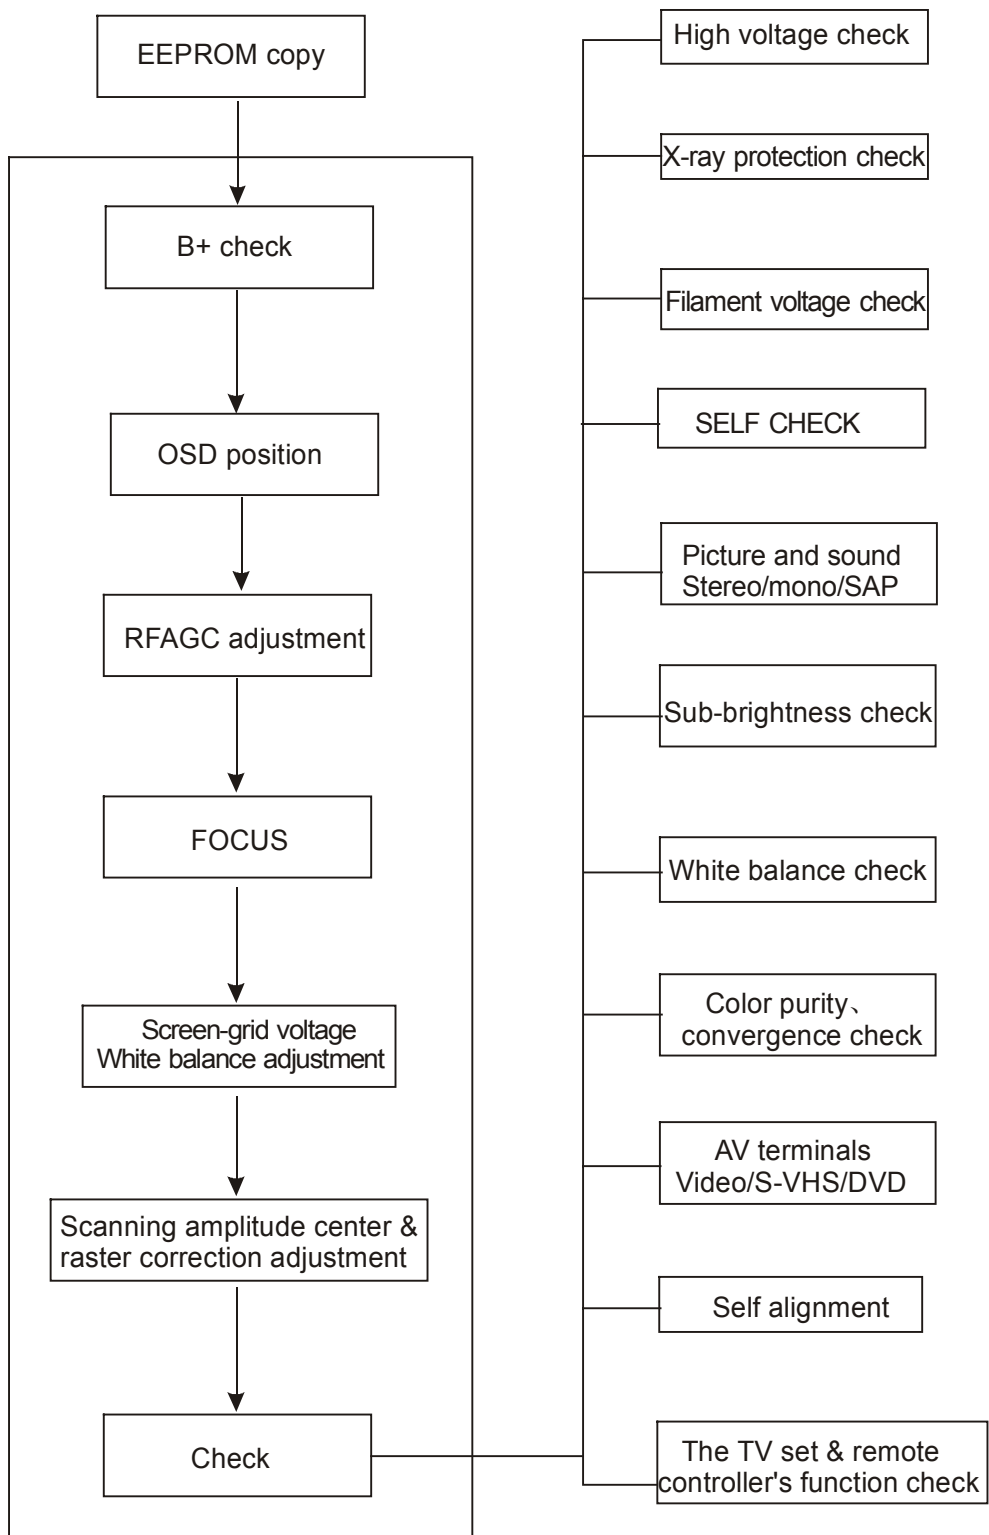 EEPROM copy
B+ check
OSD position
RFAGC adjustment
FOCUS
Screen-grid voltage
White balance adjustment
Scanning amplitude center &
raster correction adjustment
Check
High voltage check
X-ray protection check
Filament voltage check
SELF CHECK
Picture and sound
Stereo/mono/SAP
Sub-brightness check
White balance check
Color purity、
convergence check
AV terminals
Video/S-VHS/DVD
Self alignment
The TV set & remote
controller's function check